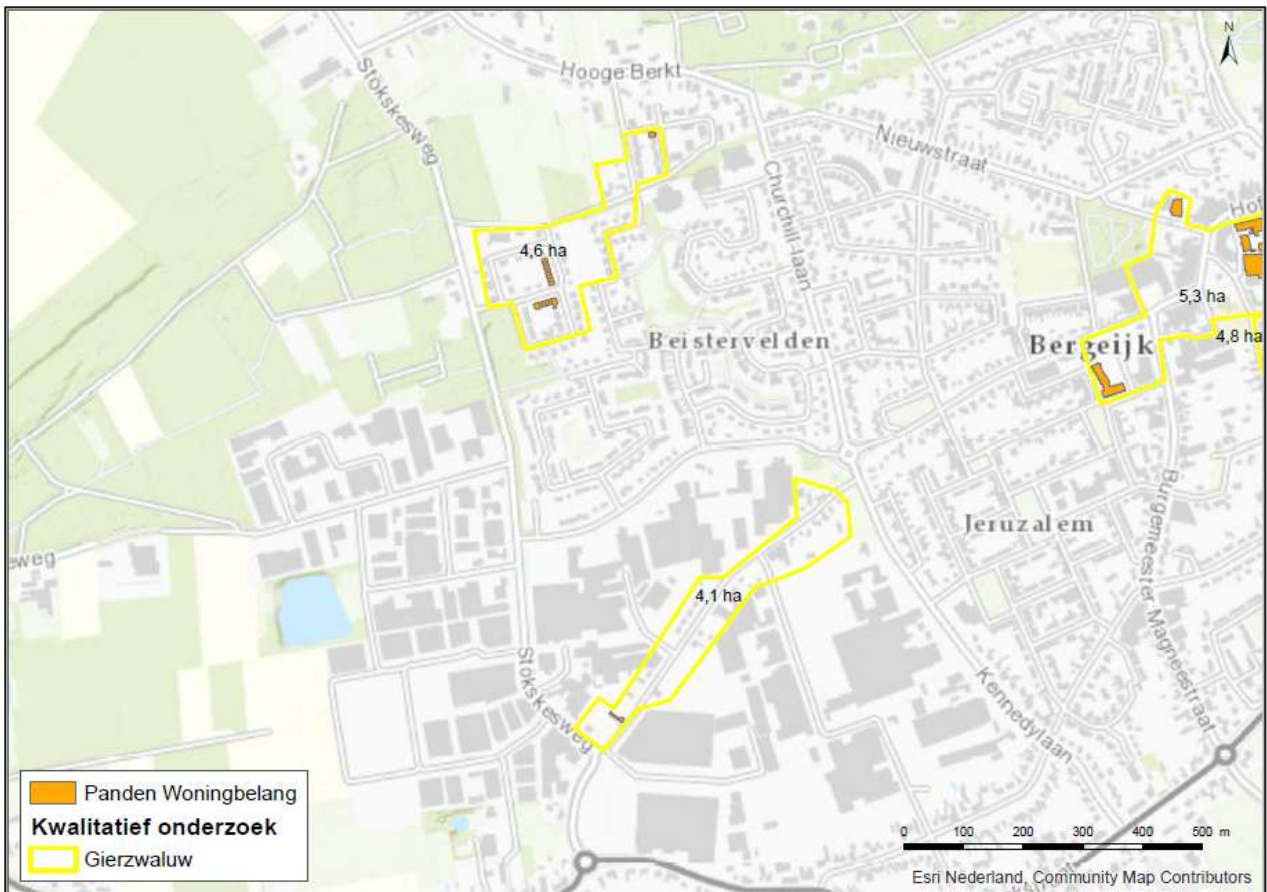 N
Hooge Berkt
Stokskesweg
Nieuwstraat
Churchill-laan
Hof
4,6 ha
5,3 ha
Beistervelden
Bergeijk
4,8 ha
Jeruzalem
Burgemeester Magneestraat
eweg
4,1 ha
Stokskesweg
Kennedylaan
Panden Woningbelang
Kwalitatief onderzoek
Gierzwaluw
0 100 200 300 400 500 m
Esri Nederland, Community Map Contributors